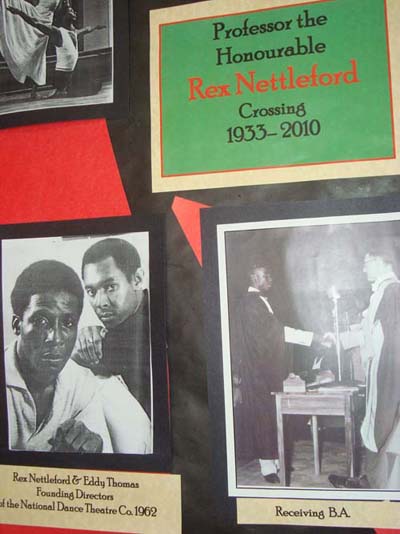 Professor the
Honourable
Rex Nettleford
Crossing
1933-2010
Rex Nettleford & Eddy Thomas
Founding Directors
of the National Dance Theatre Co. 1962
Receiving B.A.